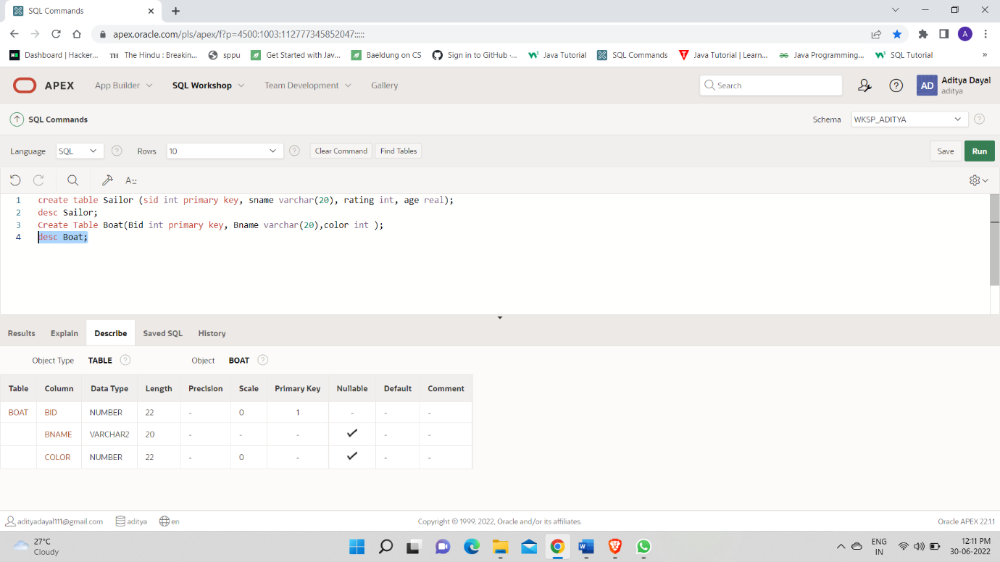 SQL Commands
apex.oracle.com/pls/apex/f?p=4500:1003:112777345852047:::::
A
Dashboard | Hacker... TH The Hindu : Breakin... sppu Get Started with Jav... Baeldung on CS Sign in to GitHub ·... Java Tutorial SQL Commands Java Tutorial | Learn... Java Programming... SQL Tutorial »
APEX App Builder SQL Workshop Team Development Gallery Search ? AD Aditya Dayal
aditya
SQL Commands Schema WKSP_ADITYA ?
Language SQL ? Rows 10 ? Clear Command Find Tables Save Run
A::
1 create table Sailor (sid int primary key, sname varchar(20), rating int, age real);
2 desc Sailor;
3 Create Table Boat(Bid int primary key, Bname varchar(20),color int );
4 desc Boat;
Results Explain Describe Saved SQL History
Object Type TABLE ? Object BOAT ?
Table Column Data Type Length Precision Scale Primary Key Nullable Default Comment
BOAT BID NUMBER 22 - 0 1 - - -
BNAME VARCHAR2 20 - - - ✓ - -
COLOR NUMBER 22 - 0 - ✓ - -
adityadayal111@gmail.com aditya en Copyright © 1999, 2022, Oracle and/or its affiliates. Oracle APEX 22.1.1
27°C
Cloudy
ENG
IN
12:11 PM
30-06-2022